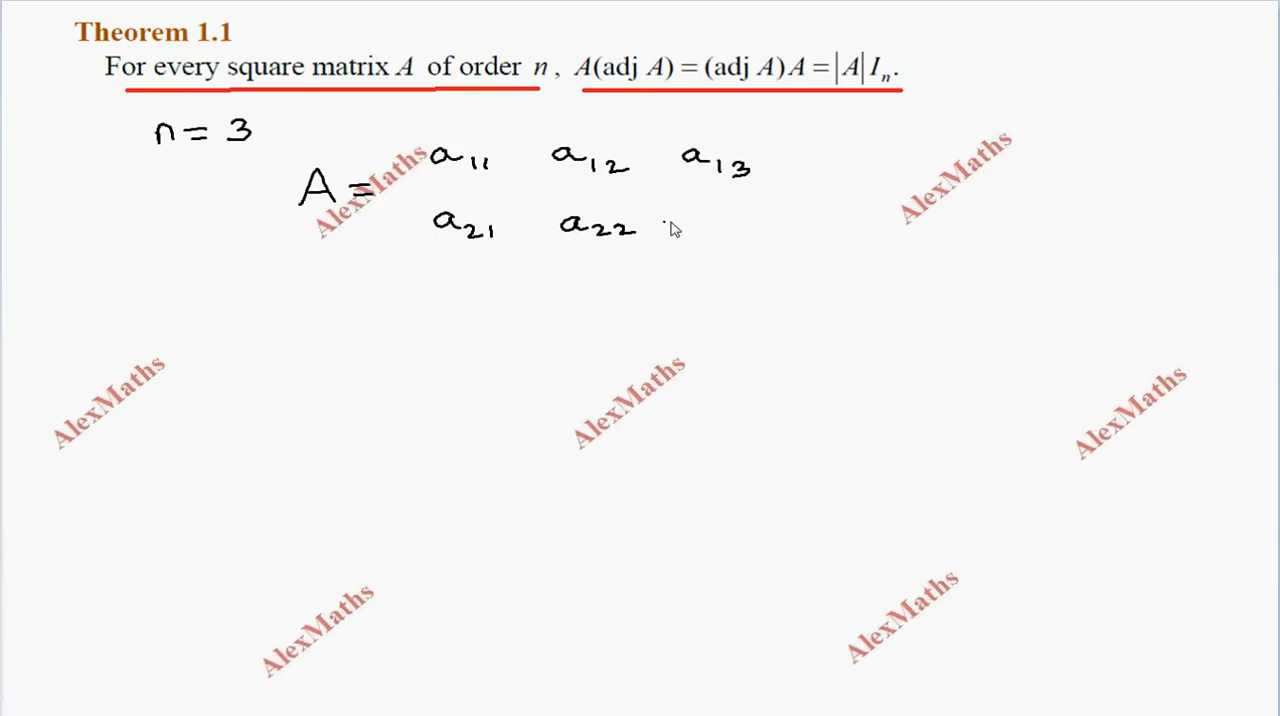 Theorem 1.1
For every square matrix A of order n, A(adj A) = (adj A)A = |A| Iₙ.
n = 3
a₁₁ a₁₂ a₁₃
A =
a₂₁ a₂₂
AlexMaths
AlexMaths
AlexMaths
AlexMaths
AlexMaths
AlexMaths
AlexMaths